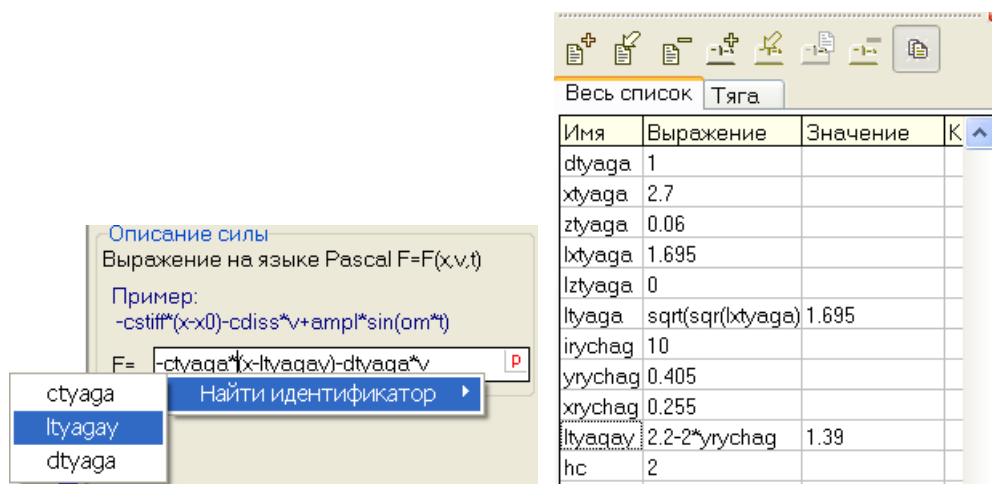 Весь список Тяга
Имя Выражение Значение К
dtyaga 1
xtyaga 2.7
ztyaga 0.06
lxtyaga 1.695
lztyaga 0
ltyaga sqrt(sqr(lxtyaga) 1.695
irychag 10
yrychag 0.405
xrychag 0.255
ltyagay 2.2-2*yrychag 1.39
hc 2
Описание силы
Выражение на языке Pascal F=F(x,v,t)
Пример:
-cstiff*(x-x0)-cdiss*v+ampl*sin(om*t)
F= -ctyaga*(x-ltyagay)-dtyaga*v P
Найти идентификатор
ctyaga
ltyagay
dtyaga